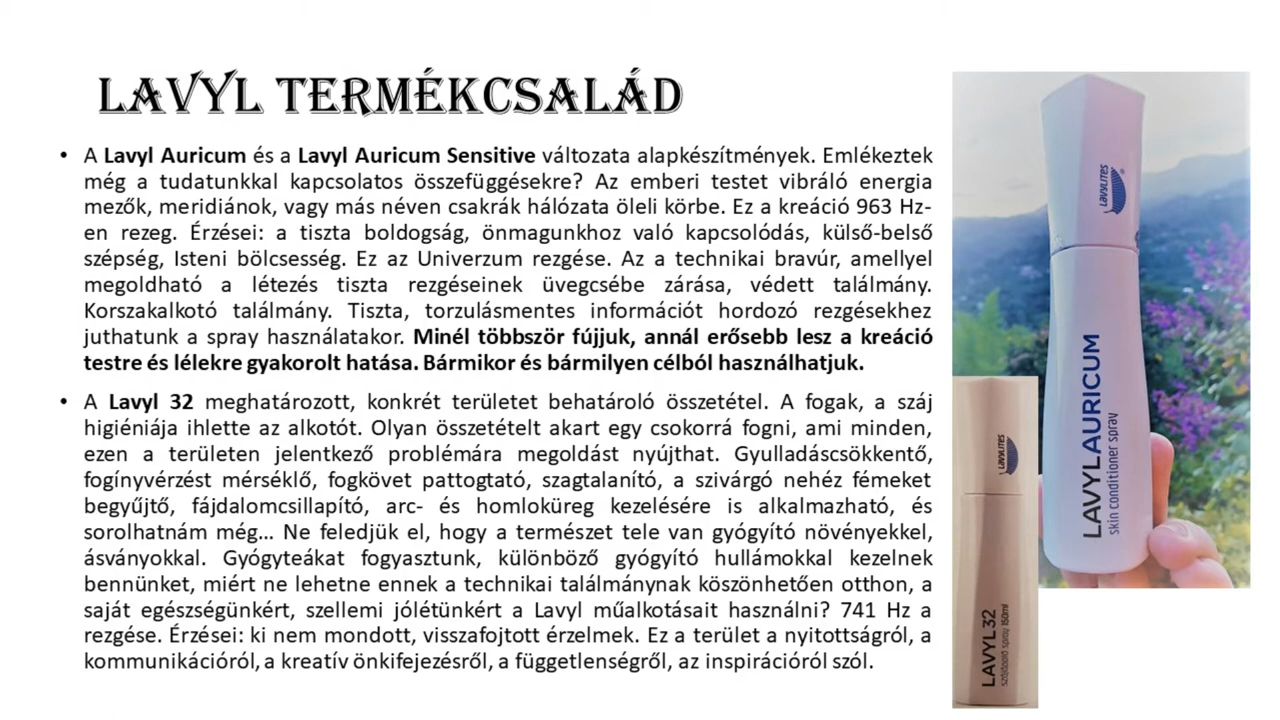 LAVYL TERMÉKCSALÁD
• A Lavyl Auricum és a Lavyl Auricum Sensitive változata alapkészítmények. Emlékeztek
még a tudatunkkal kapcsolatos összefüggésekre? Az emberi testet vibráló energia
mezők, meridiánok, vagy más néven csakrák hálózata öleli körbe. Ez a kreáció 963 Hz-
en rezeg. Érzései: a tiszta boldogság, önmagunkhoz való kapcsolódás, külső-belső
szépség, Isteni bölcsesség. Ez az Univerzum rezgése. Az a technikai bravúr, amellyel
megoldható a létezés tiszta rezgéseinek üvegcsébe zárása, védett találmány.
Korszakalkotó találmány. Tiszta, torzulásmentes információt hordozó rezgésekhez
juthatunk a spray használatakor. Minél többször fújjuk, annál erősebb lesz a kreáció
testre és lélekre gyakorolt hatása. Bármikor és bármilyen célból használhatjuk.
• A Lavyl 32 meghatározott, konkrét területet behatároló összetétel. A fogak, a száj
higiéniája ihlette az alkotót. Olyan összetételt akart egy csokorrá fogni, ami minden,
ezen a területen jelentkező problémára megoldást nyújthat. Gyulladáscsökkentő,
fogínyvérzést mérséklő, fogkövet pattogtató, szagtalanító, a szivárgó nehéz fémeket
begyűjtő, fájdalomcsillapító, arc- és homloküreg kezelésére is alkalmazható, és
sorolhatnám még... Ne feledjük el, hogy a természet tele van gyógyító növényekkel,
ásványokkal. Gyógyteákat fogyasztunk, különböző gyógyító hullámokkal kezelnek
bennünket, miért ne lehetne ennek a technikai találmánynak köszönhetően otthon, a
saját egészségünkért, szellemi jólétünkért a Lavyl műalkotásait használni? 741 Hz a
rezgése. Érzései: ki nem mondott, visszafojtott érzelmek. Ez a terület a nyitottságról, a
kommunikációról, a kreatív önkifejezésről, a függetlenségről, az inspirációról szól.
LAVYLITES
LAVYLAURICUM
skin conditioner spray
LAVYLITES
LAVYL 32
szájápoló spray 150ml